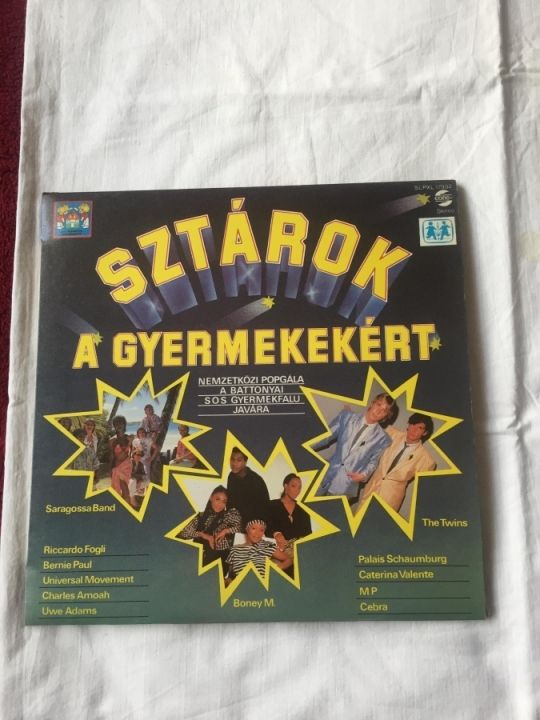 Stereo
SZTÁROK
A GYERMEKEKÉRT
NEMZETKÖZI POPGÁLA
A BATTONYAI
SOS GYERMEKFALU
JAVÁRA
Saragossa Band
The Twins
Boney M.
Riccardo Fogli
Bernie Paul
Universal Movement
Charles Amoah
Uwe Adams
Palais Schaumburg
Caterina Valente
MP
Cebra